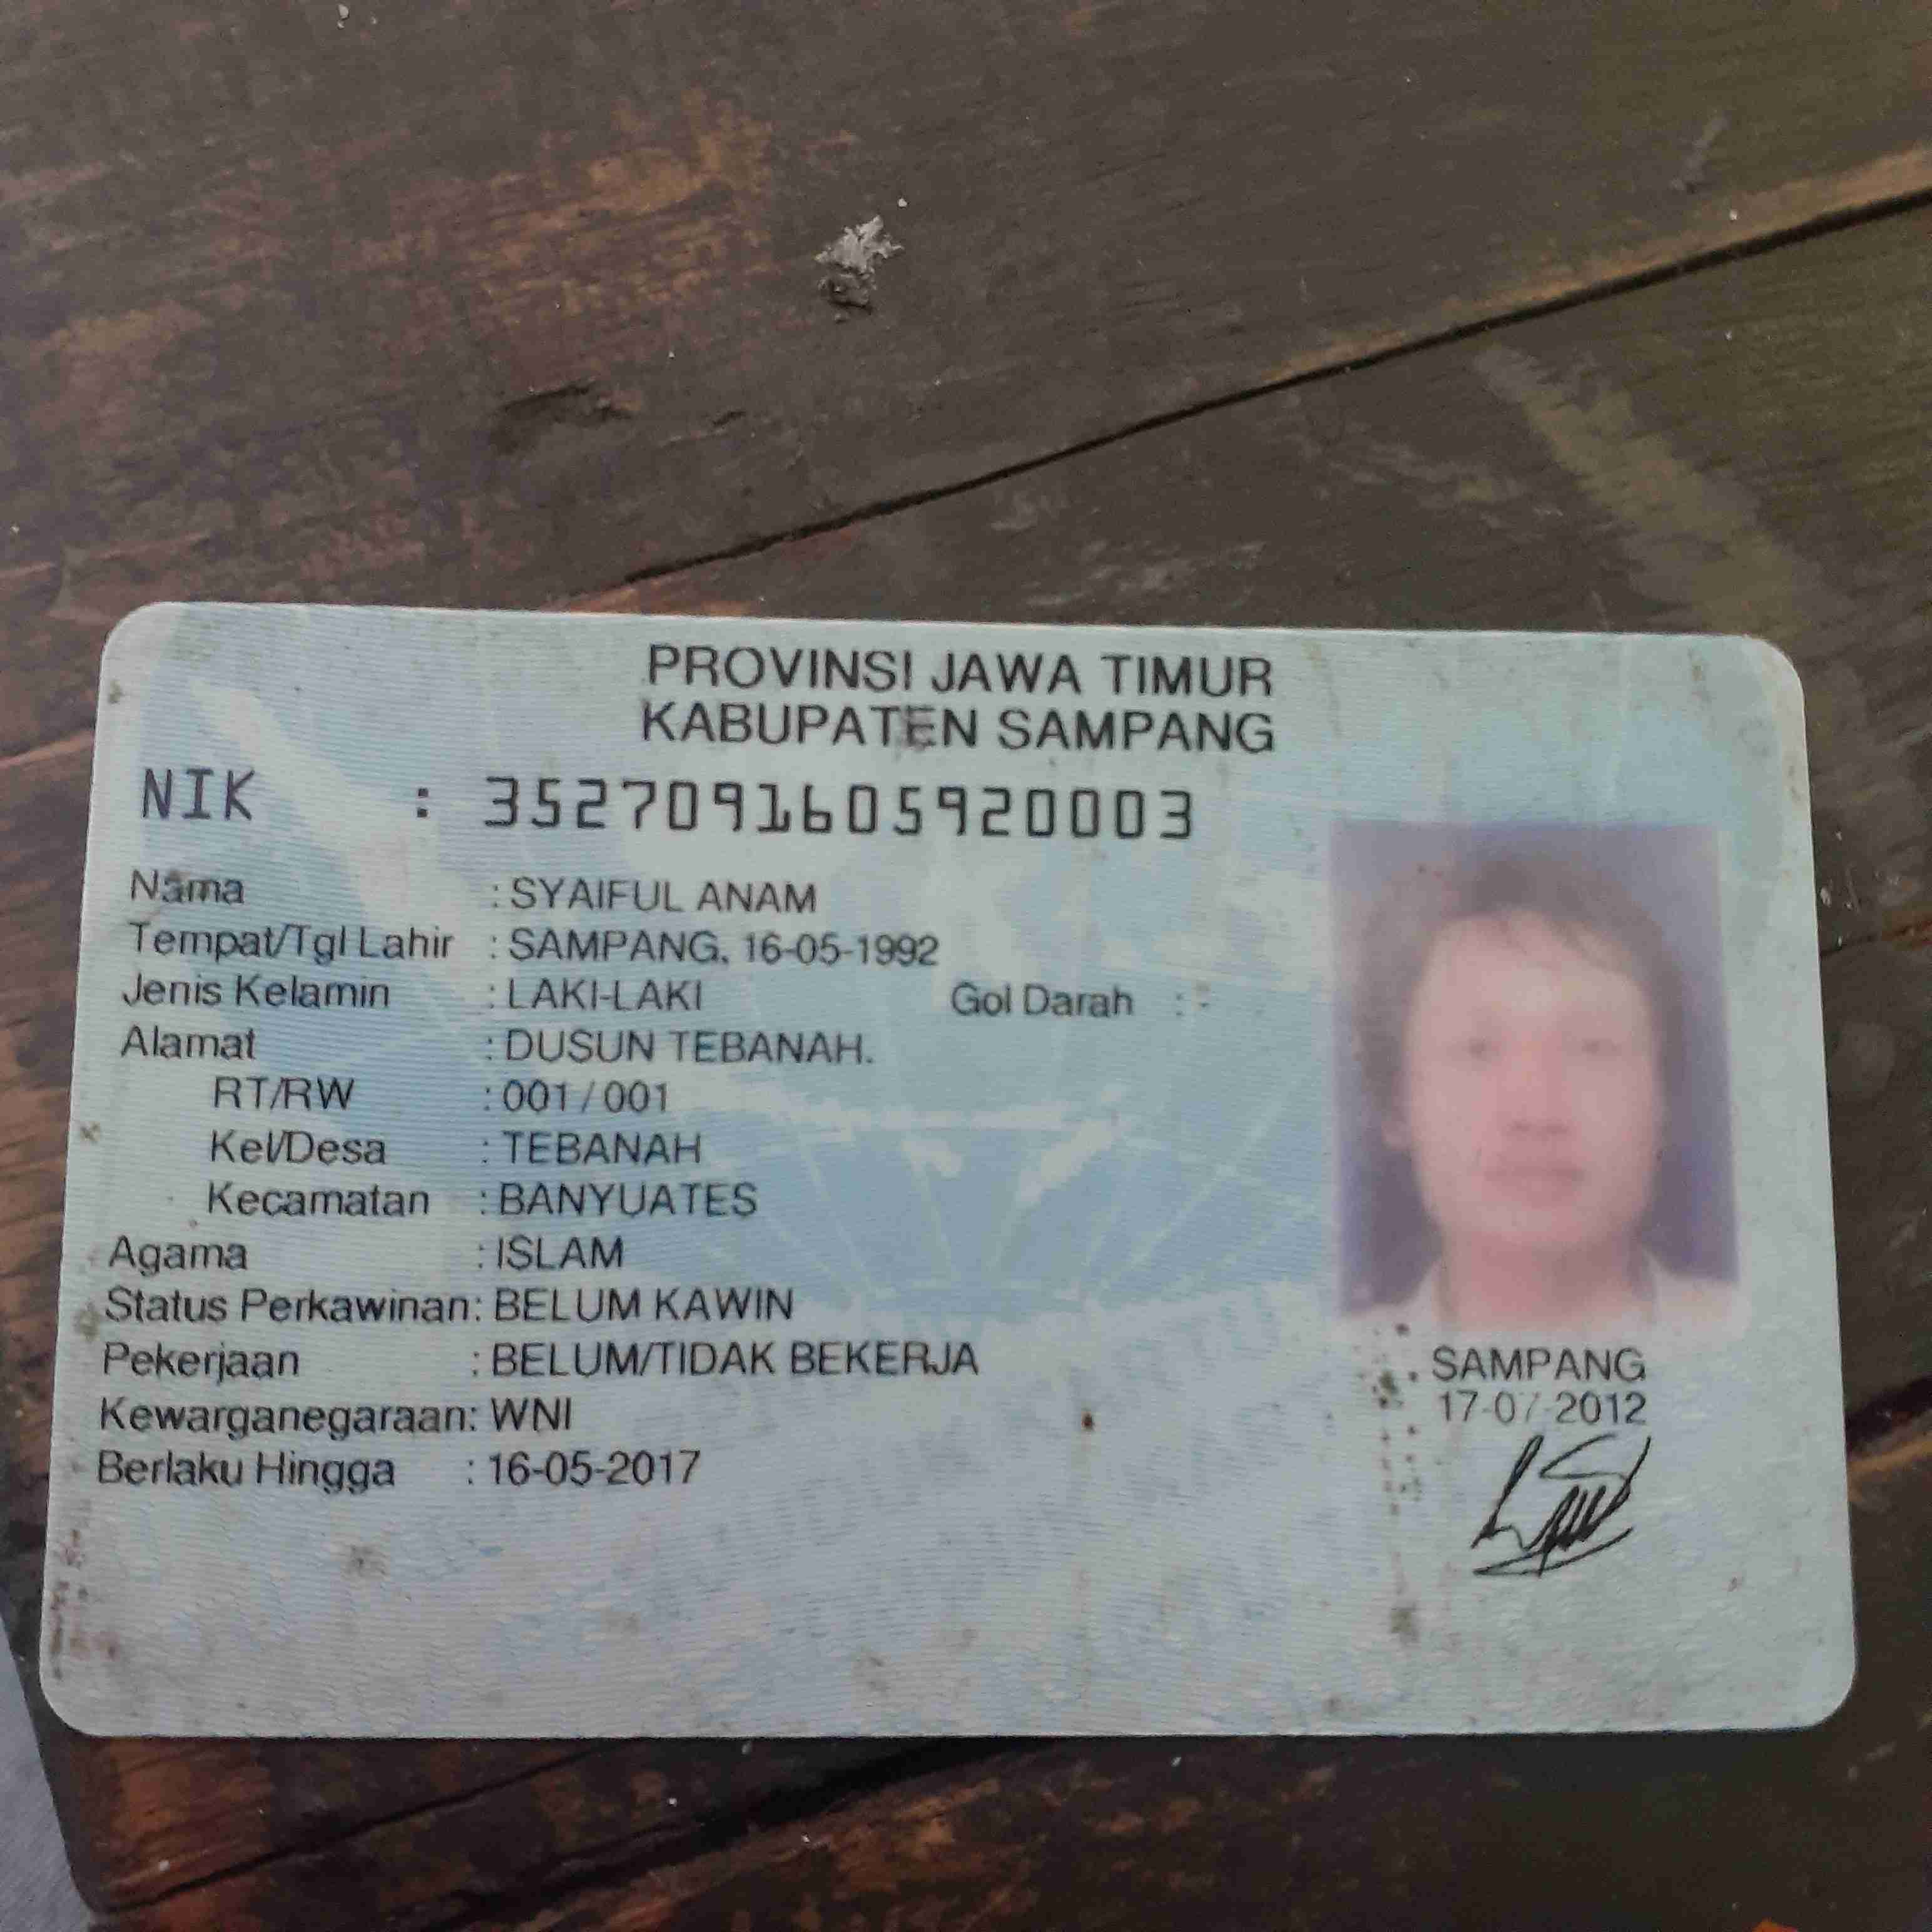 PROVINSI JAWA TIMUR
KABUPATEN SAMPANG
NIK : 3527091605920003
Nama : SYAIFUL ANAM
Tempat/Tgl Lahir : SAMPANG, 16-05-1992
Jenis Kelamin : LAKI-LAKI Gol Darah : -
Alamat : DUSUN TEBANAH.
RT/RW : 001 / 001
Kel/Desa : TEBANAH
Kecamatan : BANYUATES
Agama : ISLAM
Status Perkawinan: BELUM KAWIN
Pekerjaan : BELUM/TIDAK BEKERJA
Kewarganegaraan: WNI
Berlaku Hingga : 16-05-2017
SAMPANG
17-07-2012